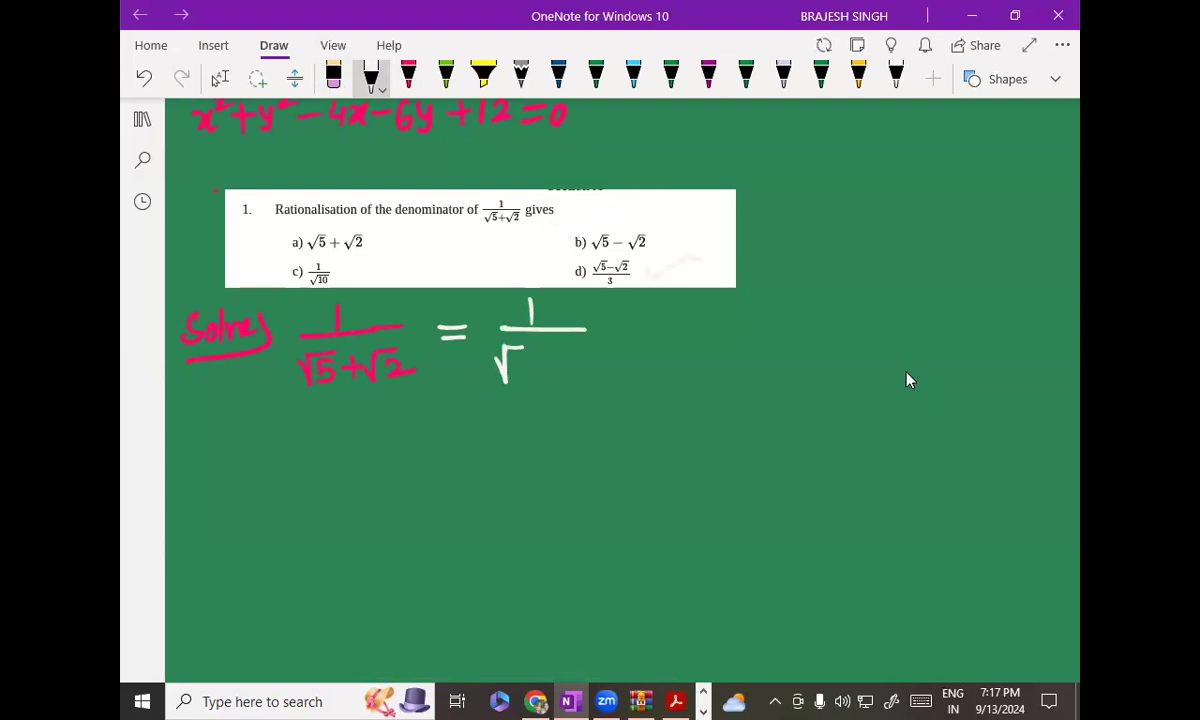 OneNote for Windows 10
BRAJESH SINGH
Home Insert Draw View Help
Share
Shapes
x² + y² - 4x - 6y + 12 = 0
1. Rationalisation of the denominator of 1/(√5+√2) gives
a) √5 + √2
b) √5 − √2
c) 1/√10
d) (√5−√2)/3
1/(√5+√2) = 1/√
Type here to search
ENG 7:17 PM
IN 9/13/2024